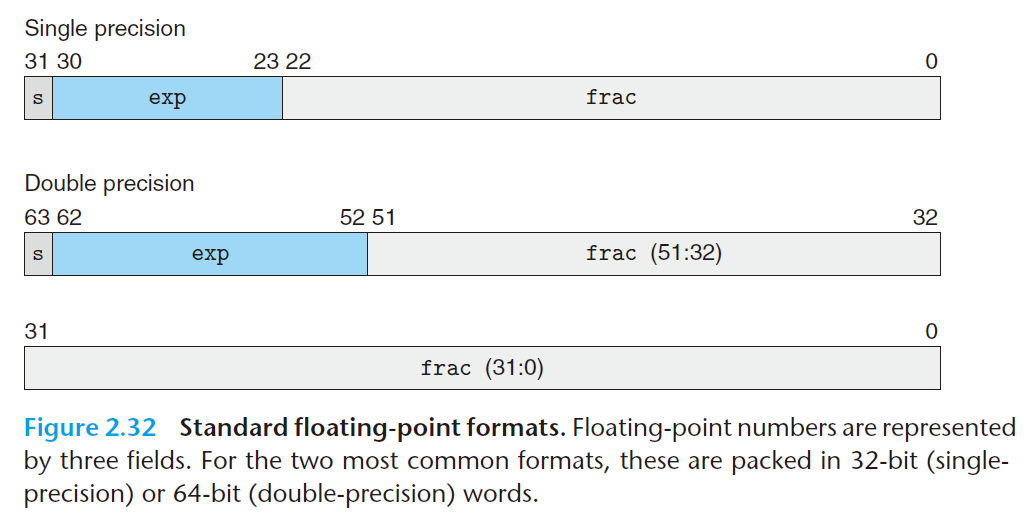 Single precision
31 30 23 22 0
s exp frac
Double precision
63 62 52 51 32
s exp frac (51:32)
31 0
frac (31:0)
Figure 2.32 Standard floating-point formats. Floating-point numbers are represented
by three fields. For the two most common formats, these are packed in 32-bit (single-
precision) or 64-bit (double-precision) words.